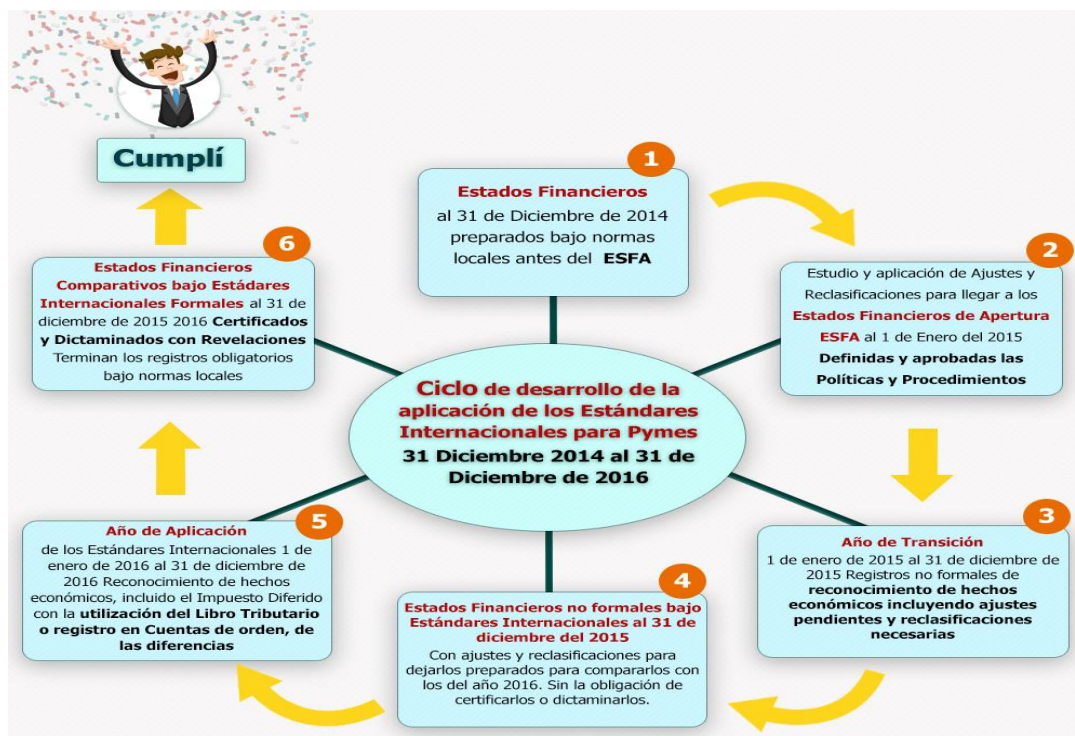 Cumplí
1
Estados Financieros
al 31 de Diciembre de 2014
preparados bajo normas
locales antes del ESFA
2
Estudio y aplicación de Ajustes y
Reclasificaciones para llegar a los
Estados Financieros de Apertura
ESFA al 1 de Enero del 2015
Definidas y aprobadas las
Políticas y Procedimientos
6
Estados Financieros
Comparativos bajo Estádares
Internacionales Formales al 31 de
diciembre de 2015 2016 Certificados
y Dictaminados con Revelaciones
Terminan los registros obligatorios
bajo normas locales
Ciclo de desarrollo de la
aplicación de los Estándares
Internacionales para Pymes
31 Diciembre 2014 al 31 de
Diciembre de 2016
3
Año de Transición
1 de enero de 2015 al 31 de diciembre de
2015 Registros no formales de
reconocimiento de hechos
económicos incluyendo ajustes
pendientes y reclasificaciones
necesarias
5
Año de Aplicación
de los Estándares Internacionales 1 de
enero de 2016 al 31 de diciembre de
2016 Reconocimiento de hechos
económicos, incluido el Impuesto Diferido
con la utilización del Libro Tributario
o registro en Cuentas de orden, de
las diferencias
4
Estados Financieros no formales bajo
Estándares Internacionales al 31 de
diciembre del 2015
Con ajustes y reclasificaciones para
dejarlos preparados para compararlos con
los del año 2016. Sin la obligación de
certificarlos o dictaminarlos.